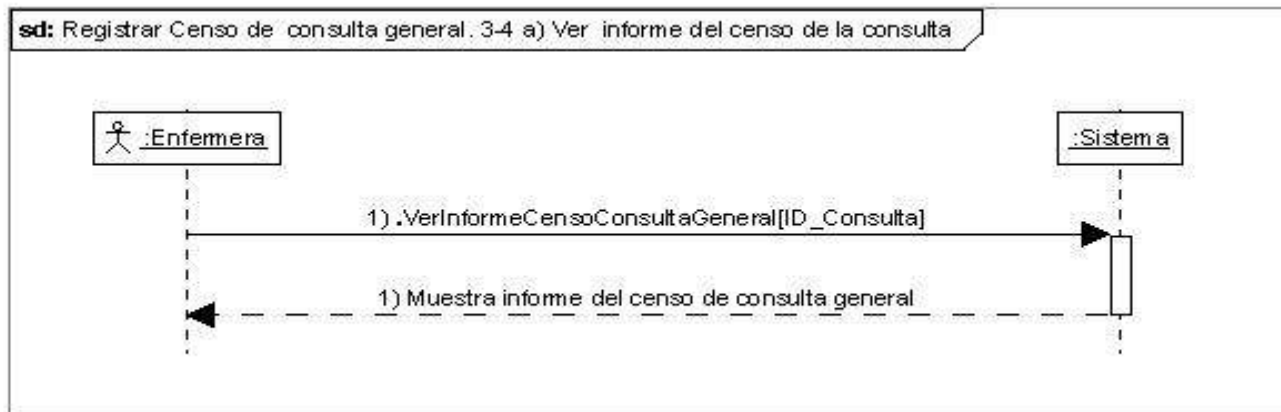 sd: Registrar Censo de consulta general. 3-4 a) Ver informe del censo de la consulta
:Enfermera
:Sistema
1) .VerInformeCensoConsultaGeneral[ID_Consulta]
1) Muestra informe del censo de consulta general